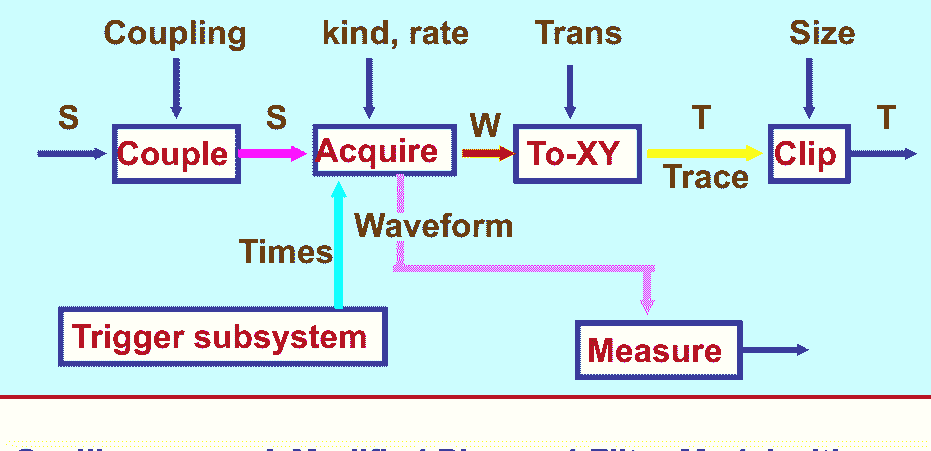 Coupling kind, rate Trans Size
S S W T T
Couple Acquire To-XY Clip
Trace
Waveform
Times
Trigger subsystem
Measure